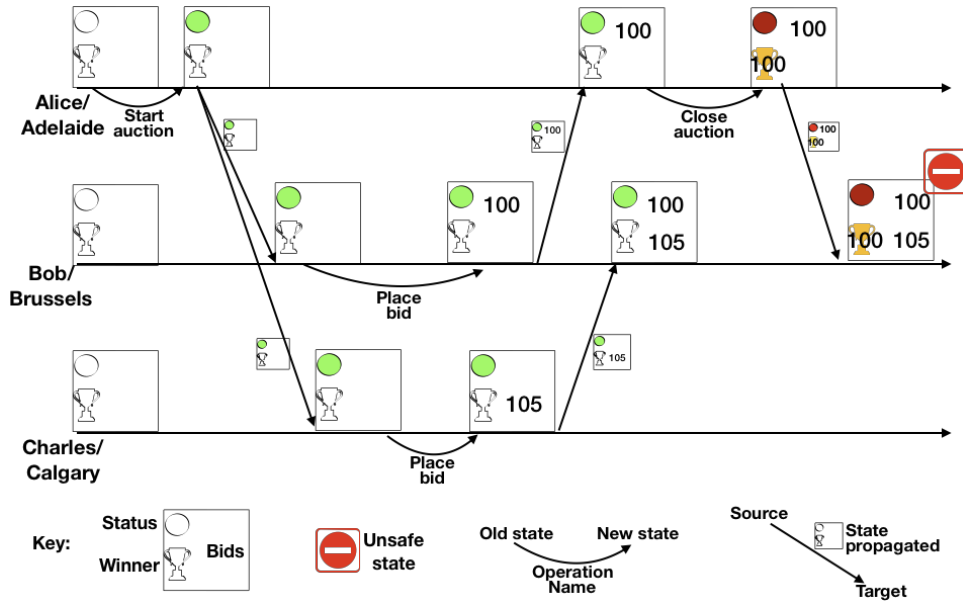 100
100
100
Alice/
Adelaide
Start
auction
Close
auction
100
100
100
100
100
105
100
100 105
Bob/
Brussels
Place
bid
105
105
Charles/
Calgary
Place
bid
Key:
Status
Winner
Bids
Unsafe
state
Old state
New state
Operation
Name
Source
State
propagated
Target